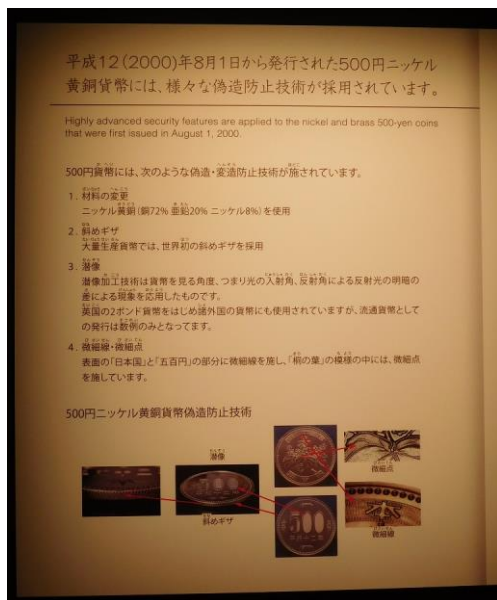 平成12(2000)年8月1日から発行された500円ニッケル
黄銅貨幣には、様々な偽造防止技術が採用されています。
Highly advanced security features are applied to the nickel and brass 500-yen coins
that were first issued in August 1, 2000.
500円貨幣には、次のような偽造・変造防止技術が施されています。
1. 材料の変更
ニッケル黄銅(銅72% 亜鉛20% ニッケル8%)を使用
2. 斜めギザ
大量生産貨幣では、世界初の斜めギザを採用
3. 潜像
潜像加工技術は貨幣を見る角度、つまり光の入射角、反射角による反射光の明暗の
差による現象を応用したものです。
英国の2ポンド貨幣をはじめ諸外国の貨幣にも使用されていますが、流通貨幣として
の発行は数例のみとなってます。
4. 微細線・微細点
表面の「日本国」と「五百円」の部分に微細線を施し、「桐の葉」の模様の中には、微細点
を施しています。
500円ニッケル黄銅貨幣偽造防止技術
潜像
微細点
斜めギザ
500
微細線